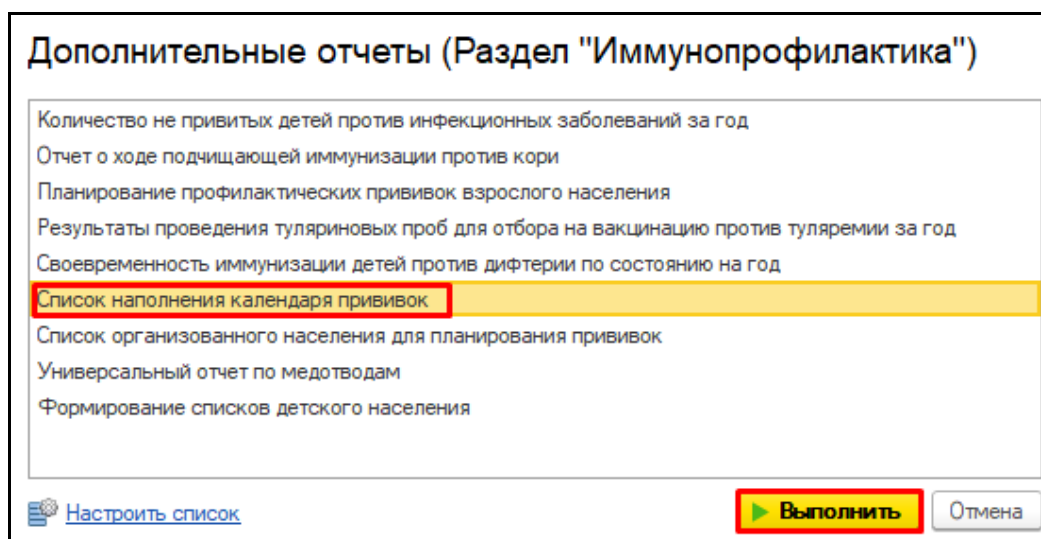 Дополнительные отчеты (Раздел "Иммунопрофилактика")
Количество не привитых детей против инфекционных заболеваний за год
Отчет о ходе подчищающей иммунизации против кори
Планирование профилактических прививок взрослого населения
Результаты проведения туляриновых проб для отбора на вакцинацию против туляремии за год
Своевременность иммунизации детей против дифтерии по состоянию на год
Список наполнения календаря прививок
Список организованного населения для планирования прививок
Универсальный отчет по медотводам
Формирование списков детского населения
Настроить список Выполнить Отмена